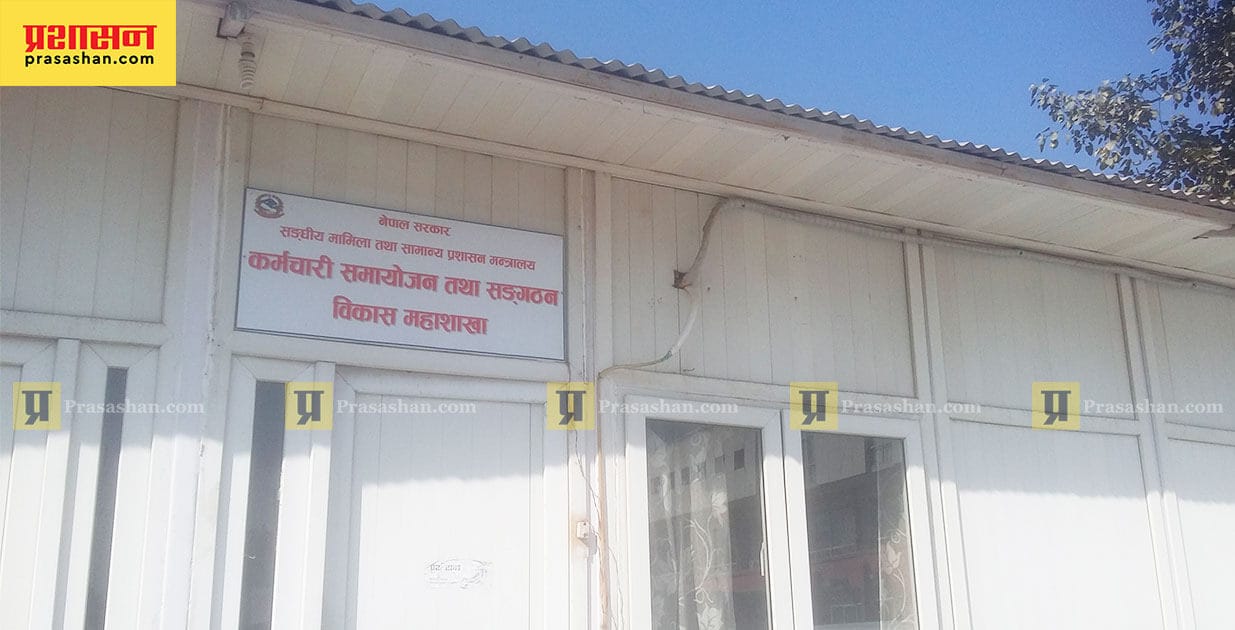 प्रशासन
prasashan.com
नेपाल सरकार
सङ्घीय मामिला तथा सामान्य प्रशासन मन्त्रालय
कर्मचारी समायोजन तथा सङ्गठन
विकास महाशाखा
प्र Prasashan.com
प्र Prasashan.com
प्र Prasashan.com
प्र Prasashan.com
प्र Prasashan.com